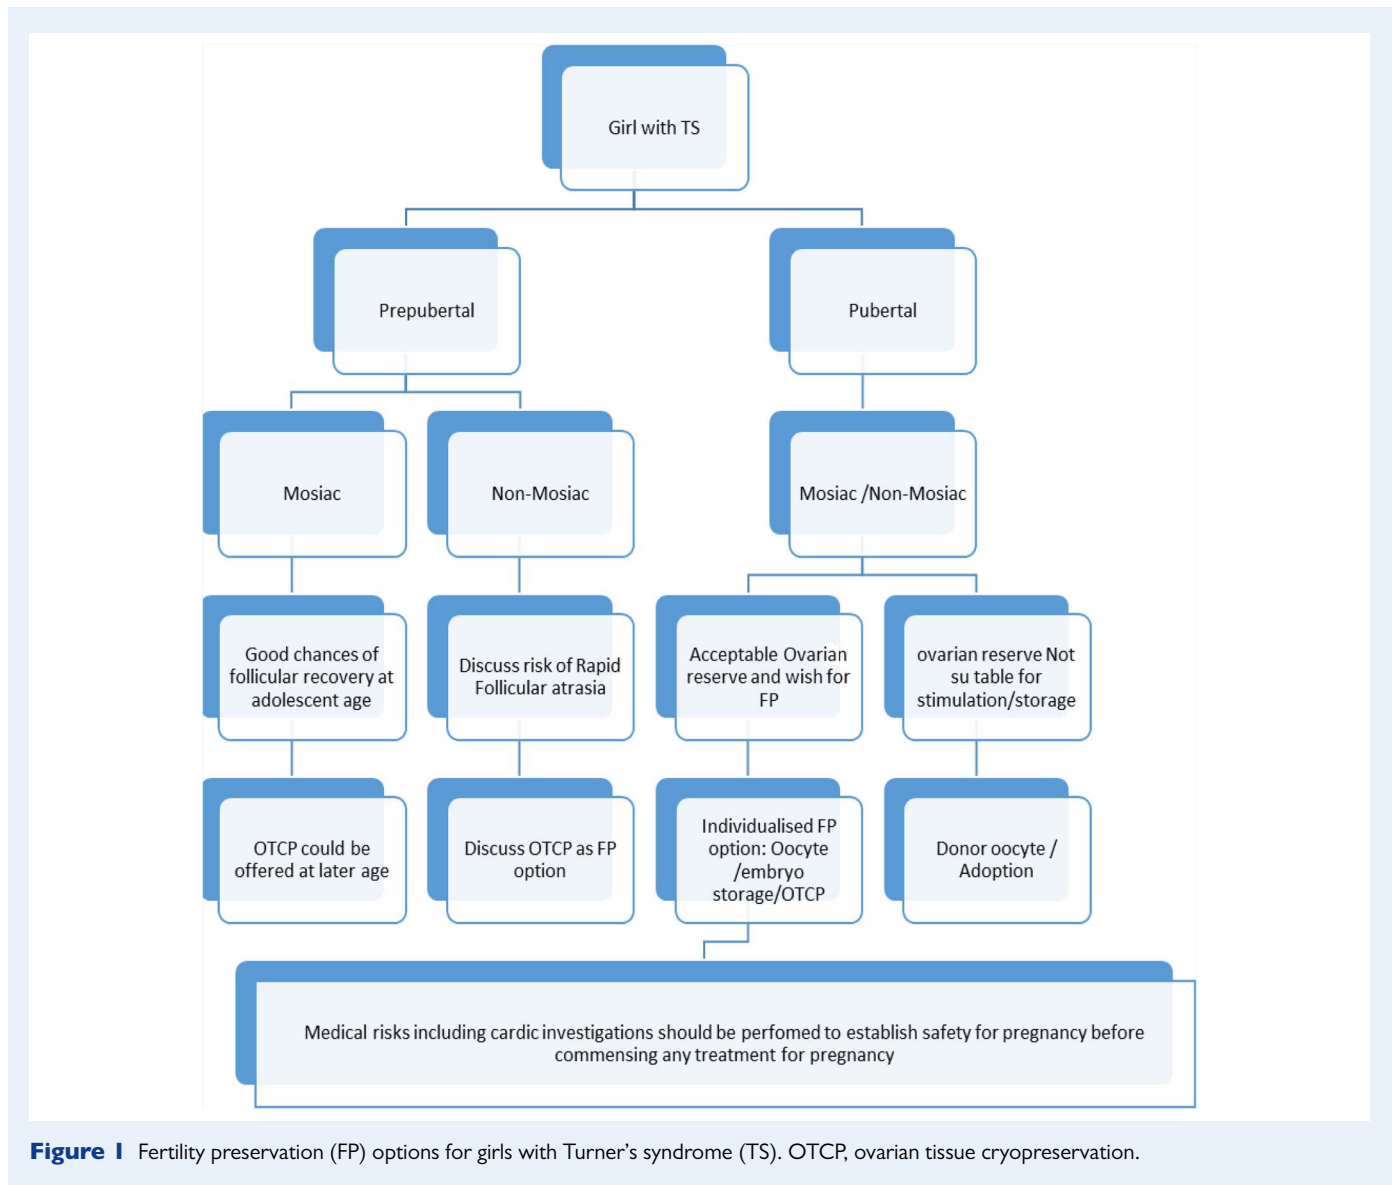 Girl with TS
Prepubertal
Pubertal
Mosiac
Non-Mosiac
Mosiac /Non-Mosiac
Good chances of
follicular recovery at
adolescent age
Discuss risk of Rapid
Follicular atrasia
Acceptable Ovarian
reserve and wish for
FP
ovarian reserve Not
su table for
stimulation/storage
OTCP could be
offered at later age
Discuss OTCP as FP
option
Individualised FP
option: Oocyte
/embryo
storage/OTCP
Donor oocyte /
Adoption
Medical risks including cardic investigations should be perfomed to establish safety for pregnancy before
commensing any treatment for pregnancy
Figure 1 Fertility preservation (FP) options for girls with Turner's syndrome (TS). OTCP, ovarian tissue cryopreservation.